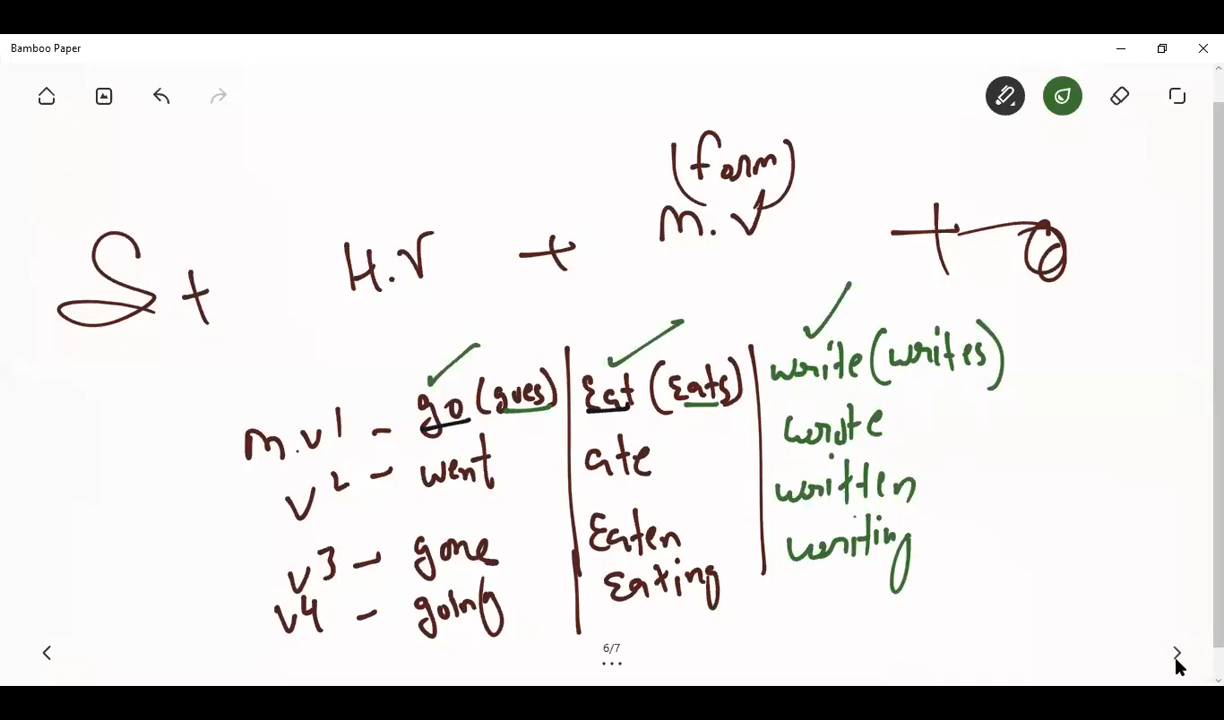 Bamboo Paper
(form)
S + H.V + M.V + O
M.V1 - go (goes) Eat (Eats) write (writes)
V2 - went ate wrote
V3 - gone Eaten written
V4 - going Eating writing
6/7